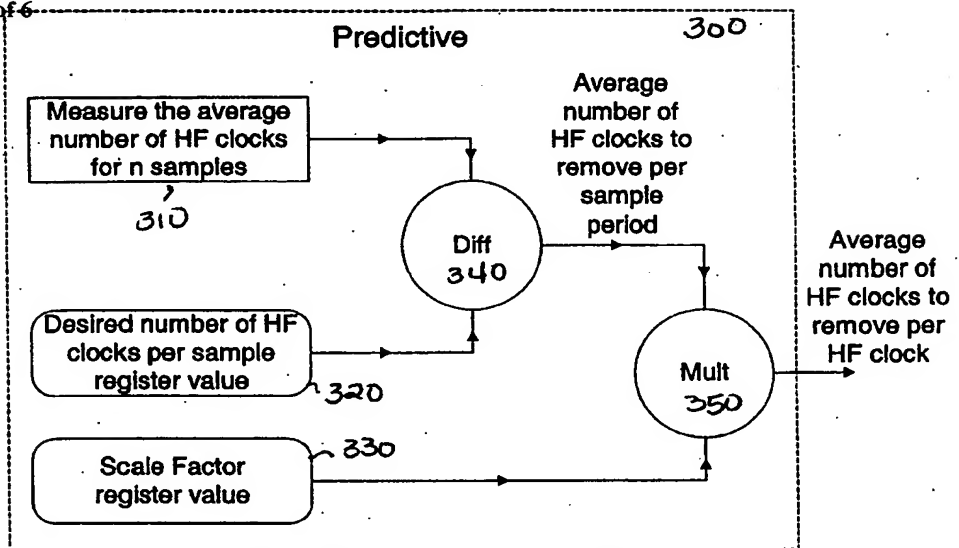 of 6
Predictive
300
Measure the average
number of HF clocks
for n samples
310
Average
number of
HF clocks to
remove per
sample
period
Diff
340
Desired number of HF
clocks per sample
register value
320
Average
number of
HF clocks to
remove per
HF clock
Mult
350
Scale Factor
register value
330